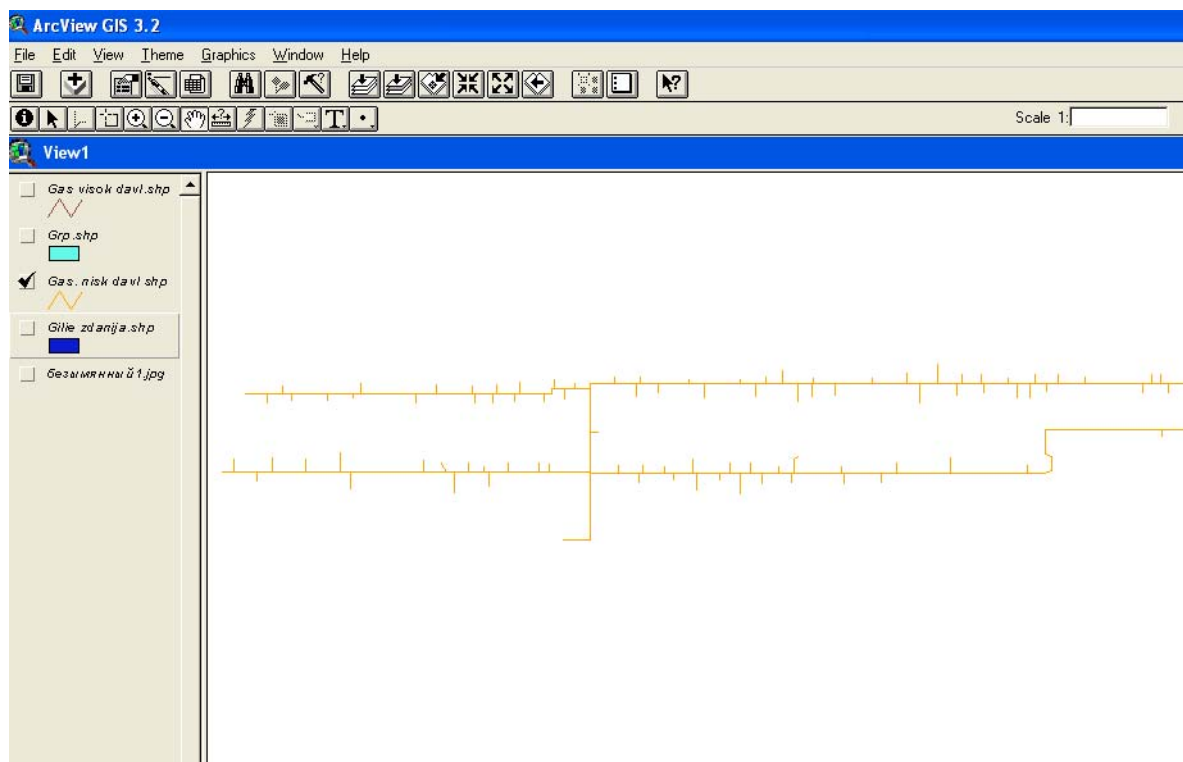 ArcView GIS 3.2
File Edit View Theme Graphics Window Help
T
Scale 1:
View1
Gas visok davl.shp
Grp.shp
Gas. nisk davl shp
Gilie zdanija.shp
безымянный1.jpg